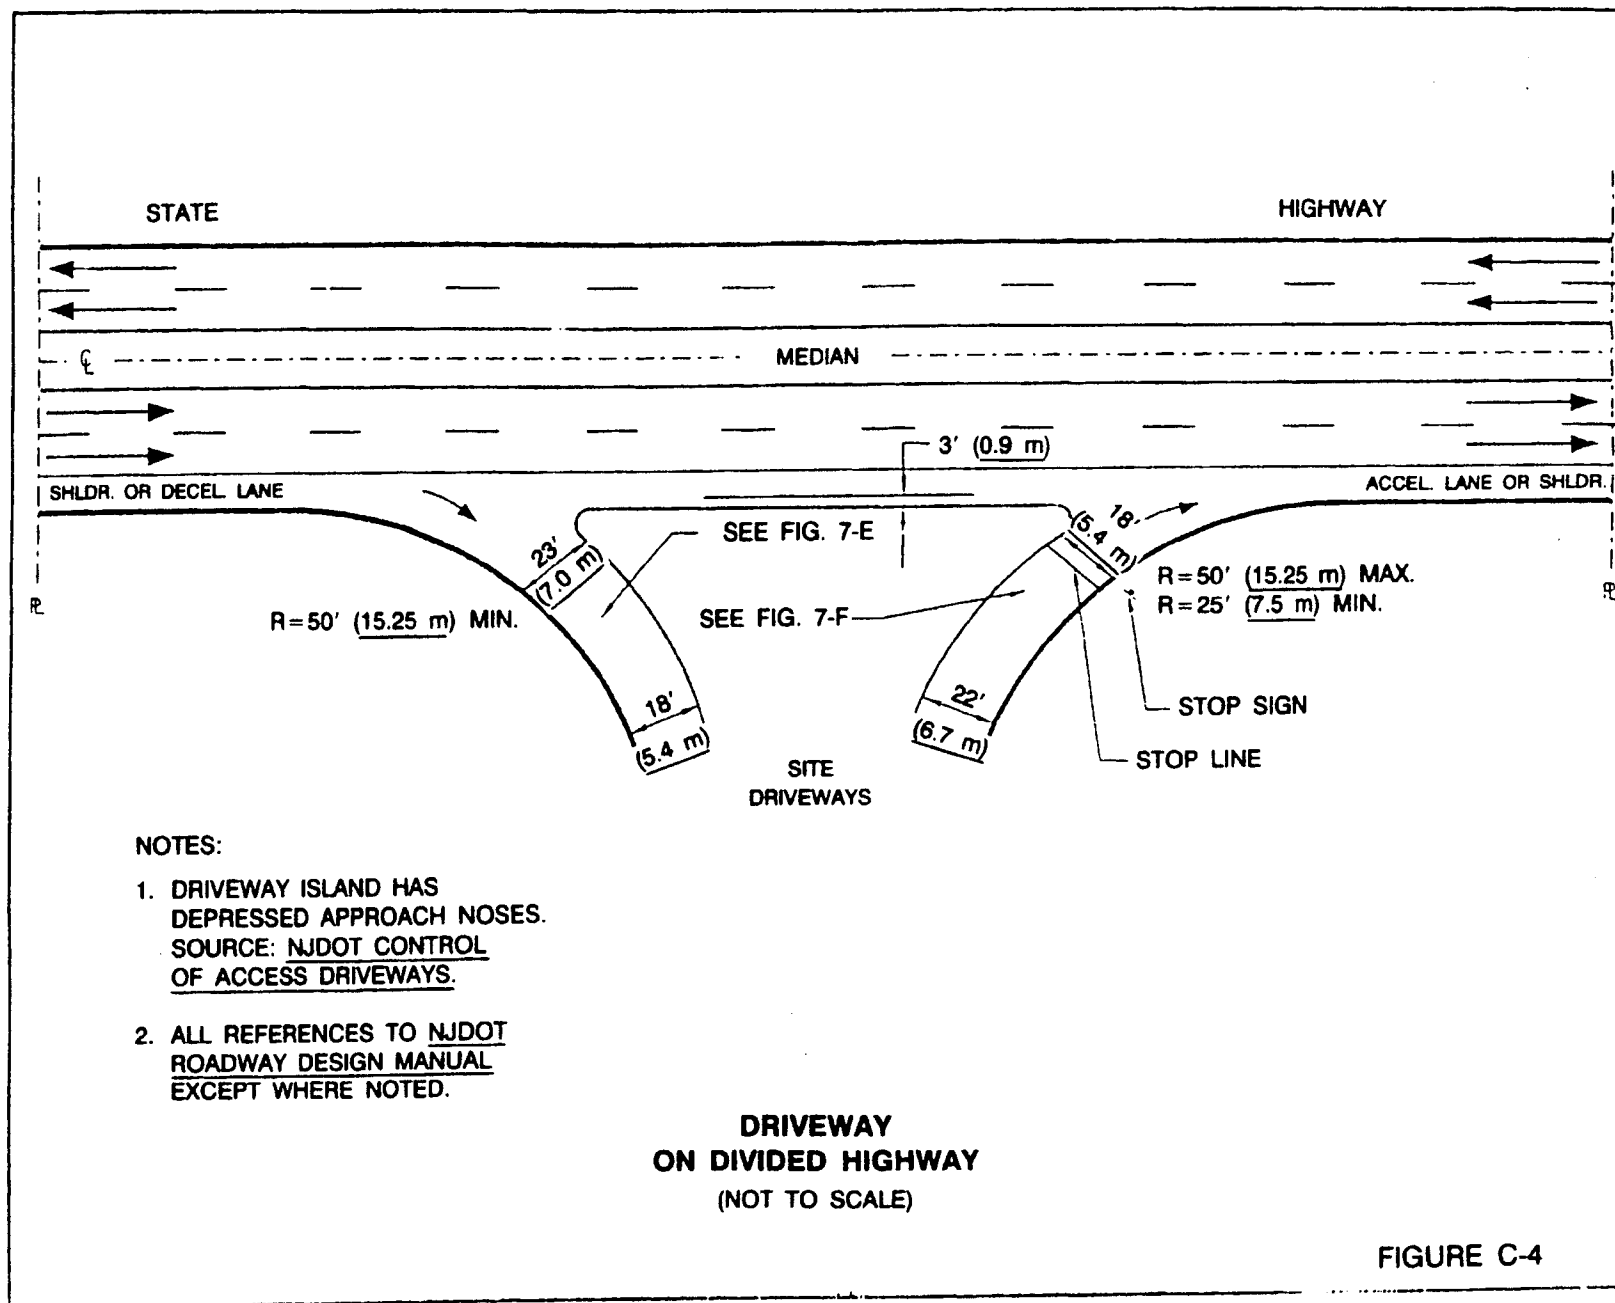 STATE HIGHWAY
℄ MEDIAN
3' (0.9 m)
SHLDR. OR DECEL. LANE
ACCEL. LANE OR SHLDR.
18'
(5.4 m)
SEE FIG. 7-E
23'
(7.0 m)
R=50' (15.25 m) MAX.
R=25' (7.5 m) MIN.
PL
PL
R=50' (15.25 m) MIN.
SEE FIG. 7-F
18'
(5.4 m)
22'
(6.7 m)
STOP SIGN
STOP LINE
SITE
DRIVEWAYS
NOTES:
1. DRIVEWAY ISLAND HAS
DEPRESSED APPROACH NOSES.
SOURCE: NJDOT CONTROL
OF ACCESS DRIVEWAYS.
2. ALL REFERENCES TO NJDOT
ROADWAY DESIGN MANUAL
EXCEPT WHERE NOTED.
DRIVEWAY
ON DIVIDED HIGHWAY
(NOT TO SCALE)
FIGURE C-4